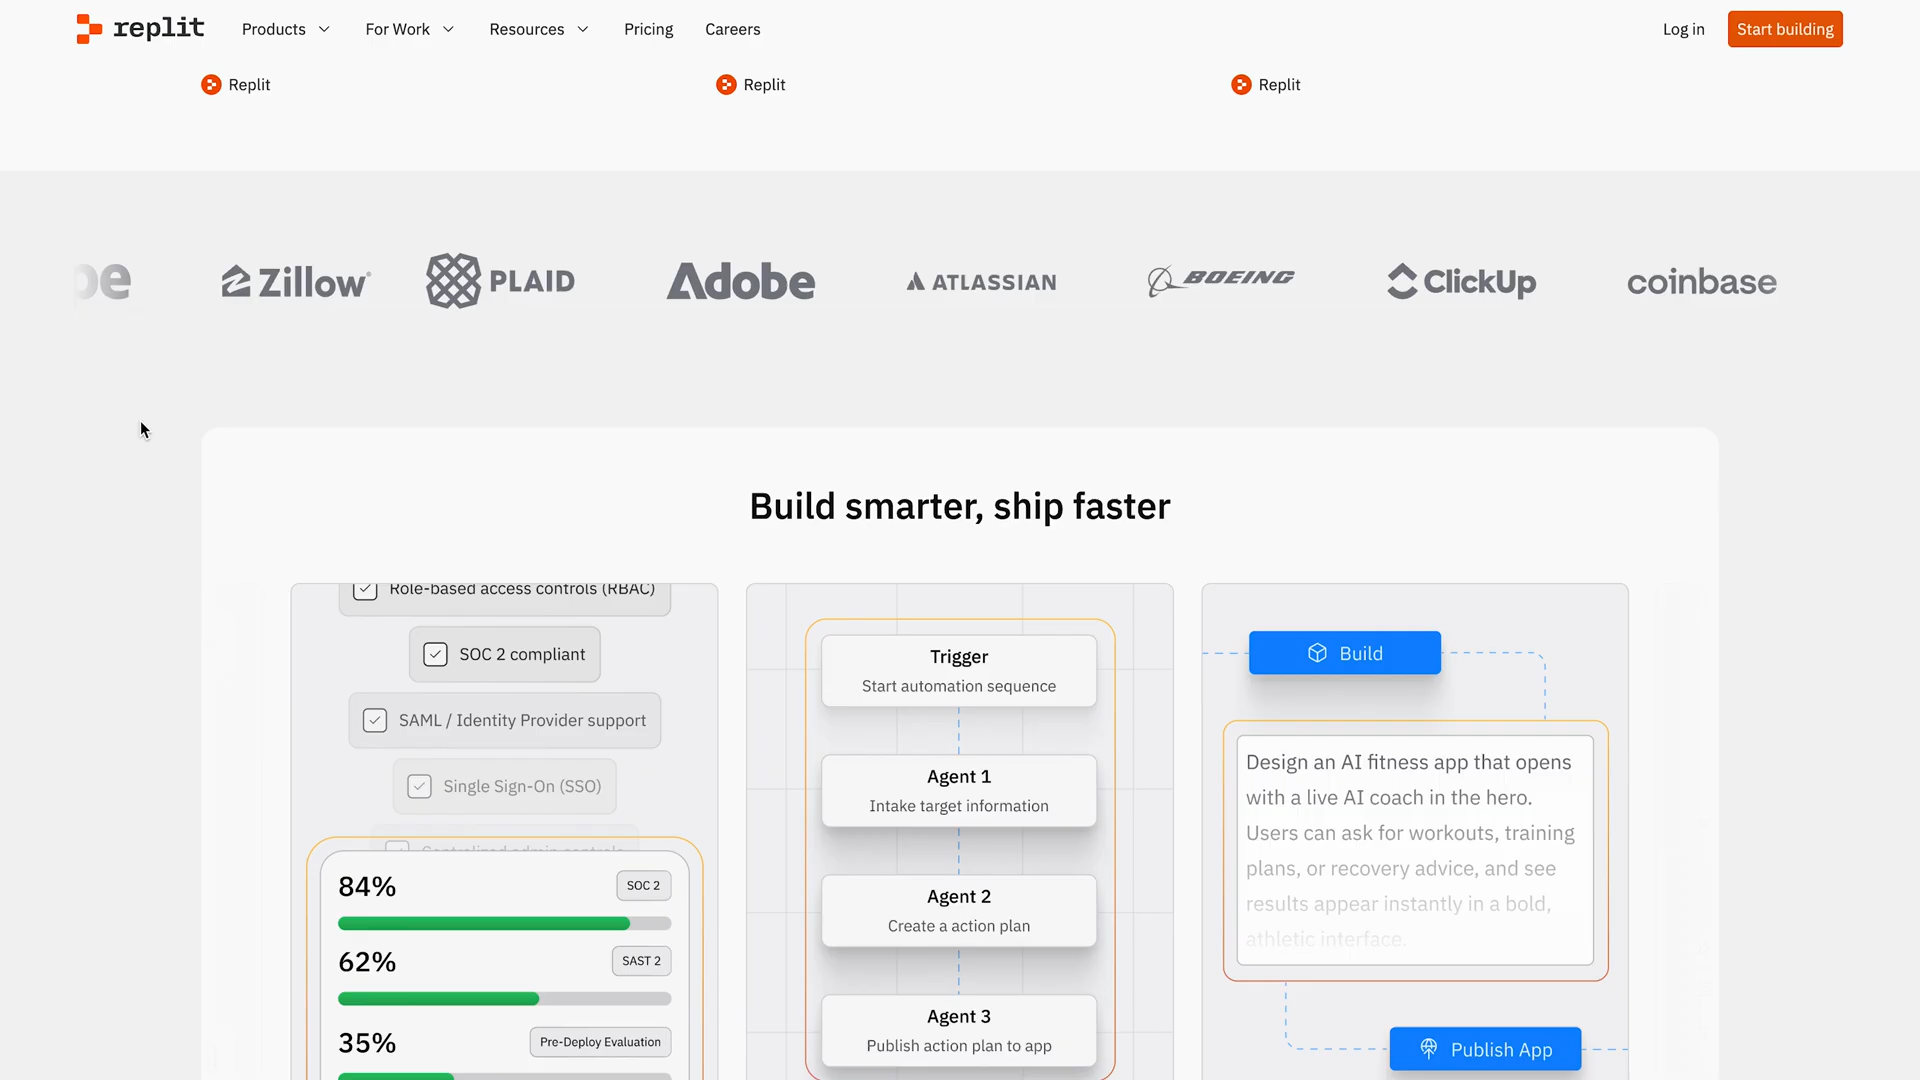 replit
Products
For Work
Resources
Pricing
Careers
Log in
Start building
Replit
Replit
Replit
Zillow
PLAID
Adobe
ATLASSIAN
BOEING
ClickUp
coinbase
Build smarter, ship faster
Role-based access controls (RBAC)
SOC 2 compliant
SAML / Identity Provider support
Single Sign-On (SSO)
Centralized admin controls
84%
SOC 2
62%
SAST 2
35%
Pre-Deploy Evaluation
Trigger
Start automation sequence
Agent 1
Intake target information
Agent 2
Create a action plan
Agent 3
Publish action plan to app
Build
Design an AI fitness app that opens
with a live AI coach in the hero.
Users can ask for workouts, training
plans, or recovery advice, and see
results appear instantly in a bold,
athletic interface.
Publish App